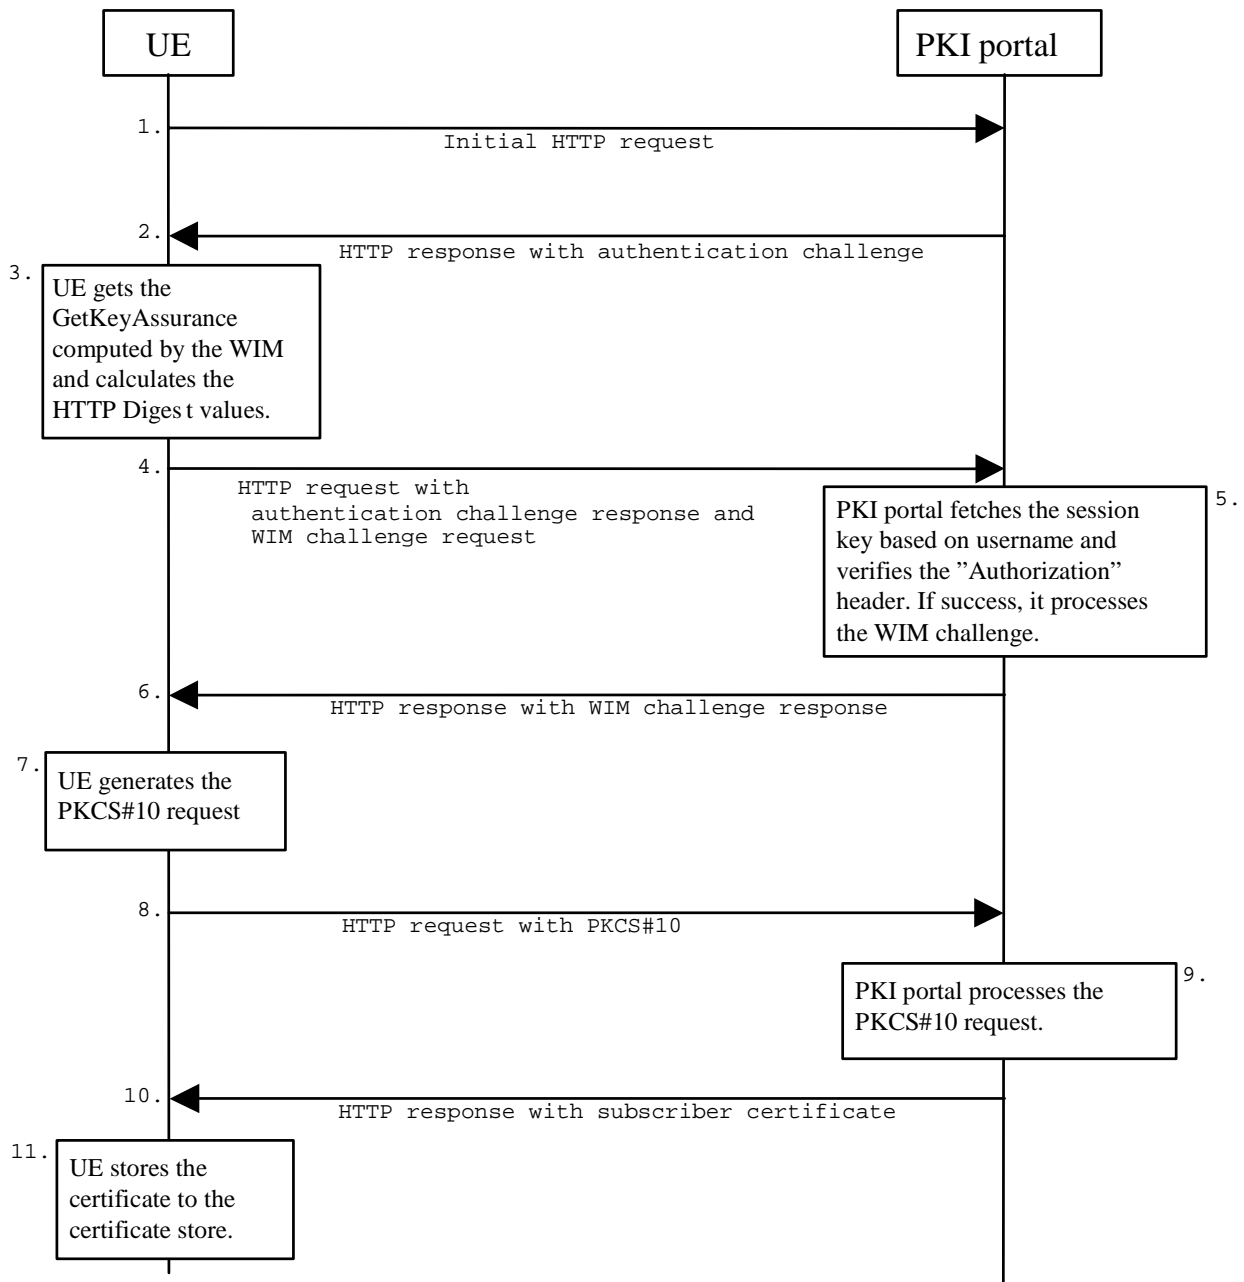 UE
PKI portal
1.
Initial HTTP request
2.
HTTP response with authentication challenge
3.
UE gets the
GetKeyAssurance
computed by the WIM
and calculates the
HTTP Digest values.
4.
HTTP request with
authentication challenge response and
WIM challenge request
5.
PKI portal fetches the session
key based on username and
verifies the ”Authorization”
header. If success, it processes
the WIM challenge.
6.
HTTP response with WIM challenge response
7.
UE generates the
PKCS#10 request
8.
HTTP request with PKCS#10
9.
PKI portal processes the
PKCS#10 request.
10.
HTTP response with subscriber certificate
11.
UE stores the
certificate to the
certificate store.